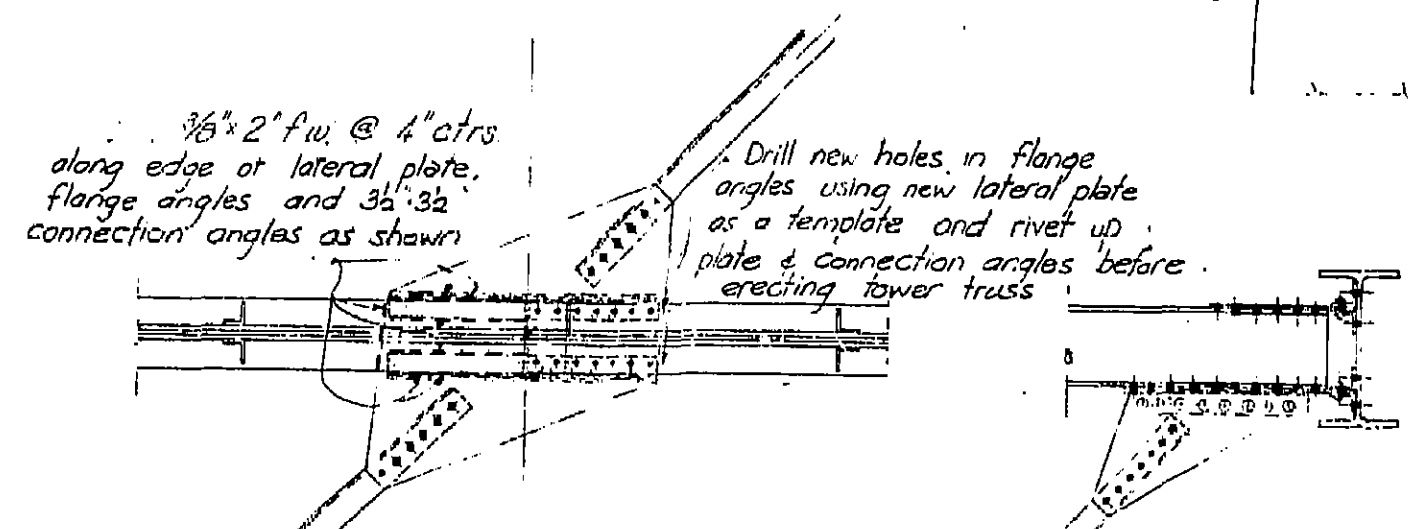 3/8" x 2" f.w. @ 4" ctrs.
along edge of lateral plate,
flange angles and 3½·3½
connection angles as shown
Drill new holes in flange
angles using new lateral plate
as a template and rivet up
plate & connection angles before
erecting tower truss